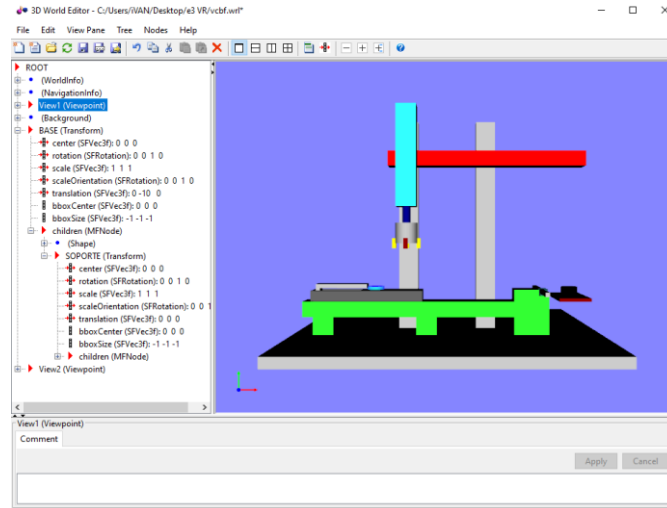 3D World Editor - C:/Users/iVAN/Desktop/e3 VR/vcbf.wrl*
File Edit View Pane Tree Nodes Help
ROOT
(WorldInfo)
(NavigationInfo)
View1 (Viewpoint)
(Background)
BASE (Transform)
center (SFVec3f): 0 0 0
rotation (SFRotation): 0 0 1 0
scale (SFVec3f): 1 1 1
scaleOrientation (SFRotation): 0 0 1 0
translation (SFVec3f): 0 -10 0
bboxCenter (SFVec3f): 0 0 0
bboxSize (SFVec3f): -1 -1 -1
children (MFNode)
(Shape)
SOPORTE (Transform)
center (SFVec3f): 0 0 0
rotation (SFRotation): 0 0 1 0
scale (SFVec3f): 1 1 1
scaleOrientation (SFRotation): 0 0 1
translation (SFVec3f): 0 0 0
bboxCenter (SFVec3f): 0 0 0
bboxSize (SFVec3f): -1 -1 -1
children (MFNode)
View2 (Viewpoint)
View1 (Viewpoint)
Comment
Apply Cancel